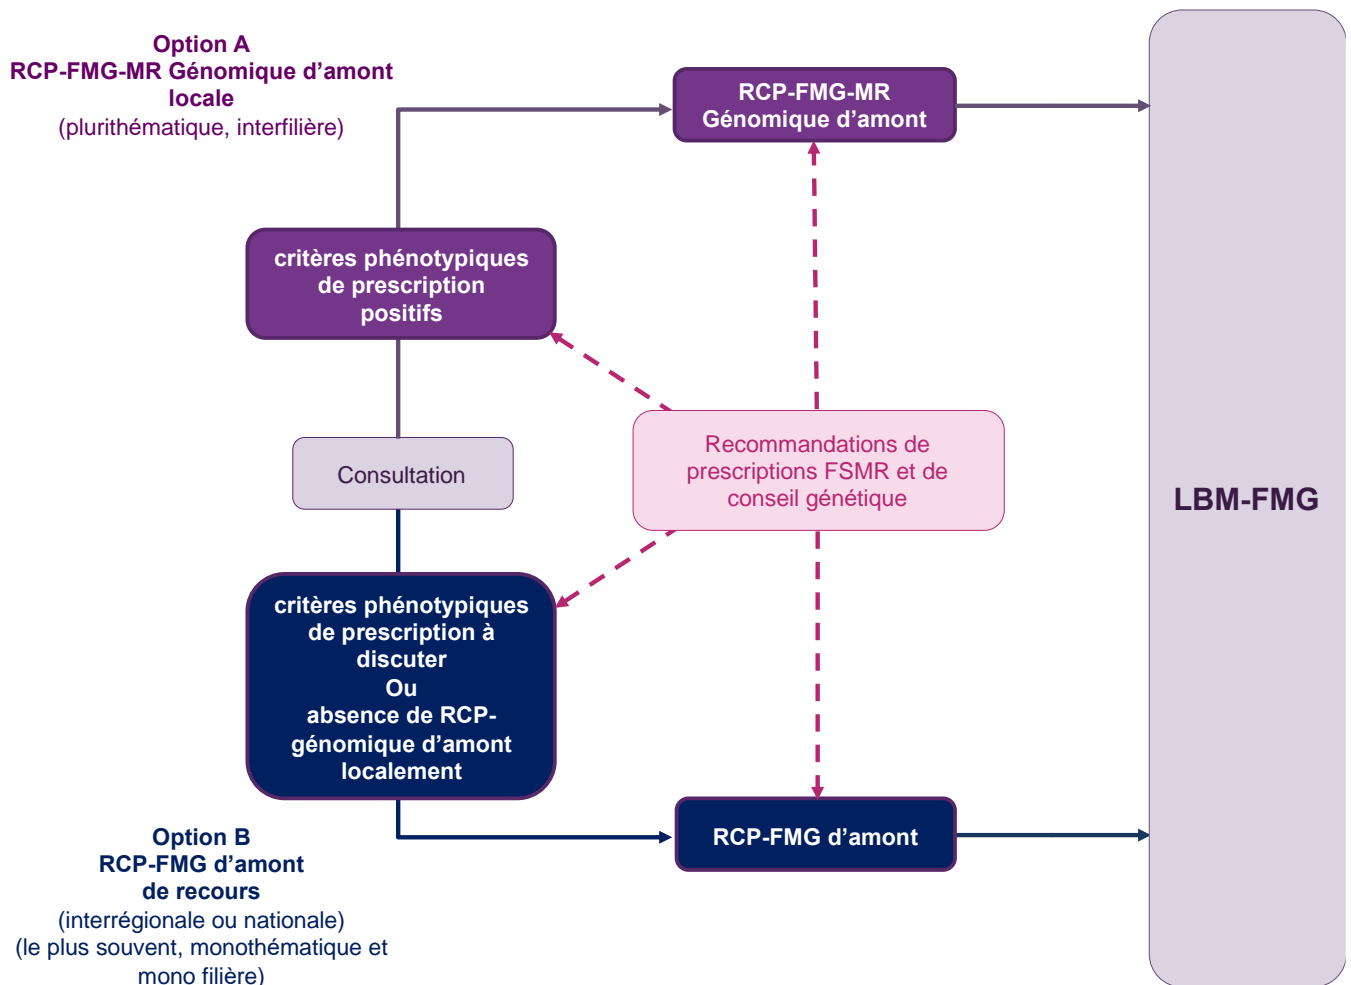 Option A
RCP-FMG-MR Génomique d’amont
locale
(plurithématique, interfilière)
RCP-FMG-MR
Génomique d’amont
critères phénotypiques
de prescription
positifs
Consultation
Recommandations de
prescriptions FSMR et de
conseil génétique
LBM-FMG
critères phénotypiques
de prescription à
discuter
Ou
absence de RCP-
génomique d’amont
localement
RCP-FMG d’amont
Option B
RCP-FMG d’amont
de recours
(interrégionale ou nationale)
(le plus souvent, monothématique et
mono filière)